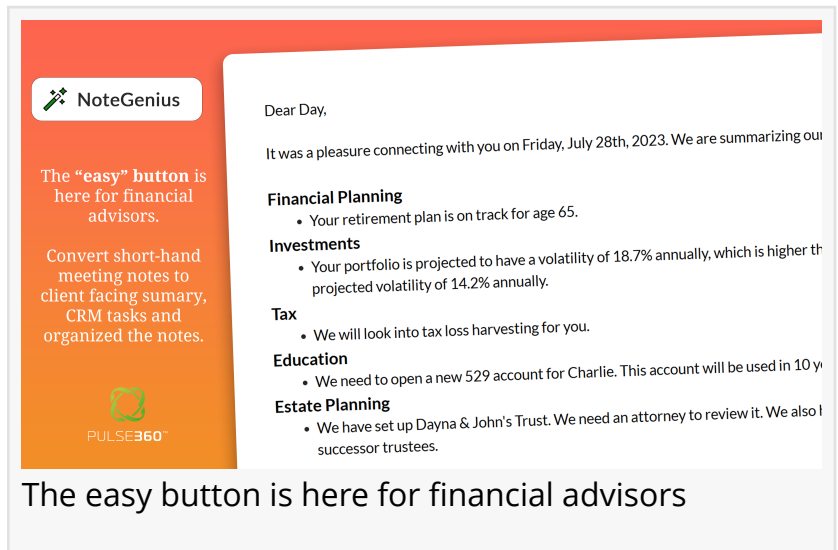 NoteGenius
The “easy” button is
here for financial
advisors.
Convert short-hand
meeting notes to
client facing sumary,
CRM tasks and
organized the notes.
PULSE360™
Dear Day,
It was a pleasure connecting with you on Friday, July 28th, 2023. We are summarizing
Financial Planning
• Your retirement plan is on track for age 65.
Investments
• Your portfolio is projected to have a volatility of 18.7% annually, which is higher
projected volatility of 14.2% annually.
Tax
• We will look into tax loss harvesting for you.
Education
• We need to open a new 529 account for Charlie. This account will be used in 10
Estate Planning
• We have set up Dayna & John's Trust. We need an attorney to review it. We also
successor trustees.
The easy button is here for financial advisors